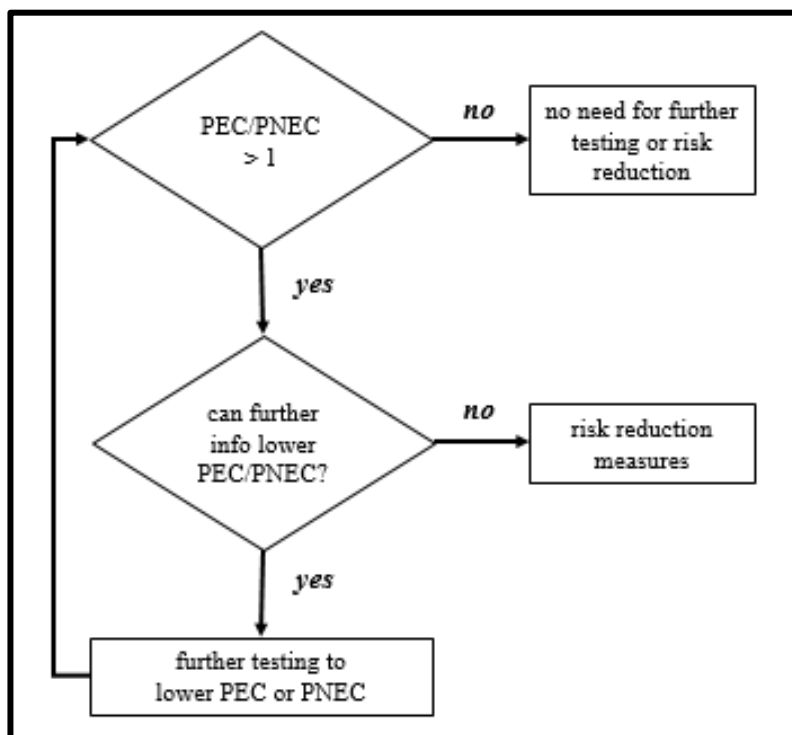 PEC/PNEC
> 1
no
no need for further
testing or risk
reduction
yes
can further
info lower
PEC/PNEC?
no
risk reduction
measures
yes
further testing to
lower PEC or PNEC